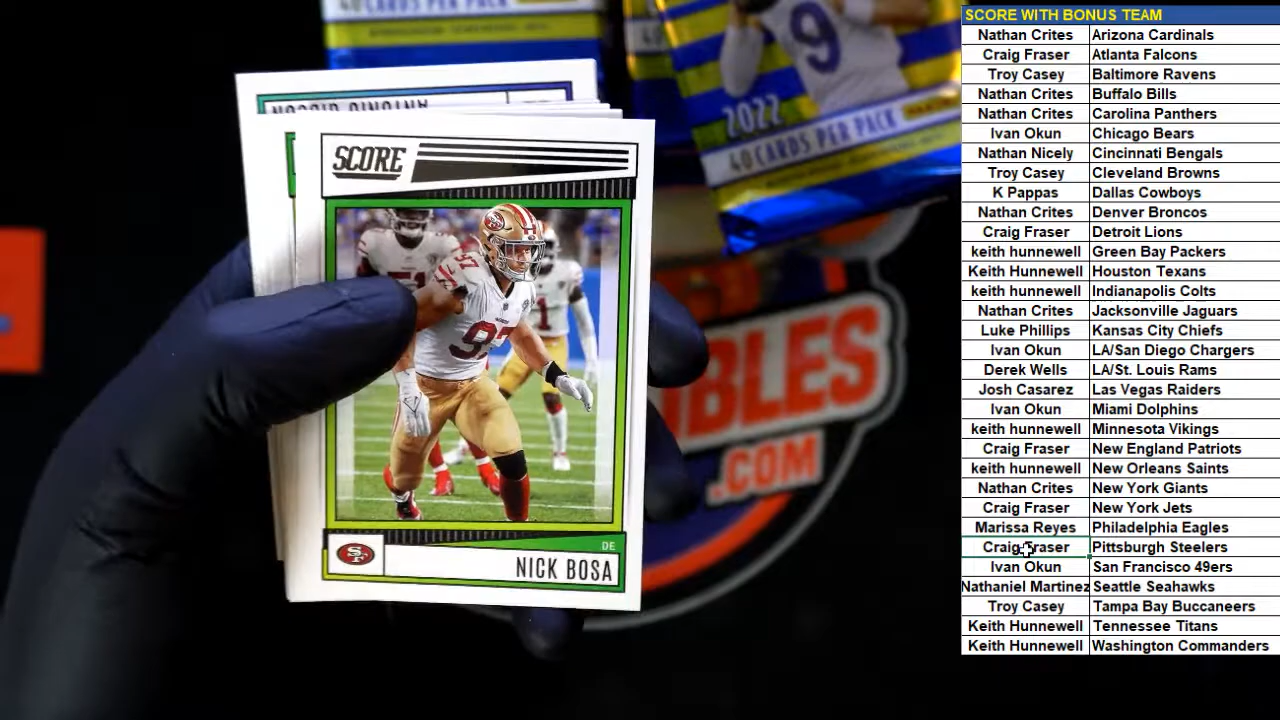 40 CARDS PER PACK
9
2022
40 CARDS PER PACK
SCORE
97
97
SF
DE
NICK BOSA
BLES
.COM
SCORE WITH BONUS TEAM
Nathan Crites Arizona Cardinals
Craig Fraser Atlanta Falcons
Troy Casey Baltimore Ravens
Nathan Crites Buffalo Bills
Nathan Crites Carolina Panthers
Ivan Okun Chicago Bears
Nathan Nicely Cincinnati Bengals
Troy Casey Cleveland Browns
K Pappas Dallas Cowboys
Nathan Crites Denver Broncos
Craig Fraser Detroit Lions
keith hunnewell Green Bay Packers
Keith Hunnewell Houston Texans
keith hunnewell Indianapolis Colts
Nathan Crites Jacksonville Jaguars
Luke Phillips Kansas City Chiefs
Ivan Okun LA/San Diego Chargers
Derek Wells LA/St. Louis Rams
Josh Casarez Las Vegas Raiders
Ivan Okun Miami Dolphins
keith hunnewell Minnesota Vikings
Craig Fraser New England Patriots
keith hunnewell New Orleans Saints
Nathan Crites New York Giants
Craig Fraser New York Jets
Marissa Reyes Philadelphia Eagles
Craig Fraser Pittsburgh Steelers
Ivan Okun San Francisco 49ers
Nathaniel Martinez Seattle Seahawks
Troy Casey Tampa Bay Buccaneers
Keith Hunnewell Tennessee Titans
Keith Hunnewell Washington Commanders